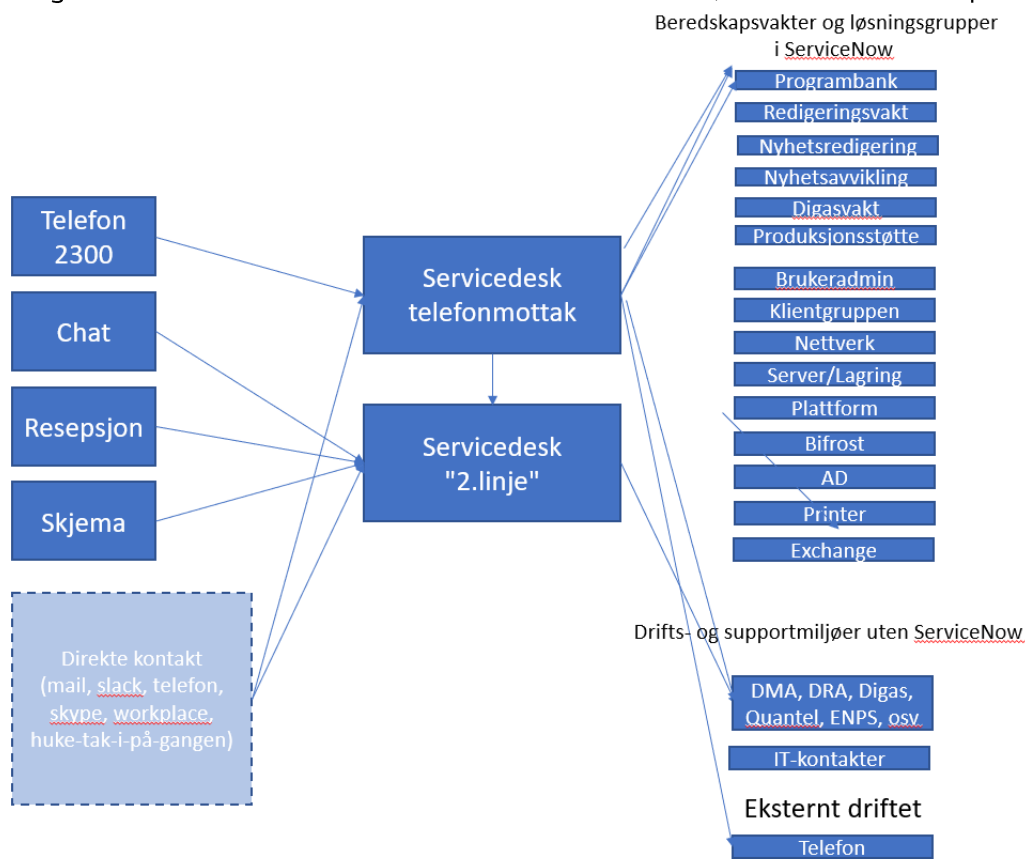 Beredskapsvakter og løsningsgrupper
i ServiceNow
Programbank
Redigeringsvakt
Nyhetsredigering
Nyhetsavvikling
Digasvakt
Produksjonsstøtte
Brukeradmin
Klientgruppen
Nettverk
Server/Lagring
Plattform
Bifrost
AD
Printer
Exchange
Telefon
2300
Chat
Resepsjon
Skjema
Direkte kontakt
(mail, slack, telefon,
skype, workplace,
huke-tak-i-på-gangen)
Servicedesk
telefonmottak
Servicedesk
"2.linje"
Drifts- og supportmiljøer uten ServiceNow
DMA, DRA, Digas,
Quantel, ENPS, osv
IT-kontakter
Eksternt driftet
Telefon